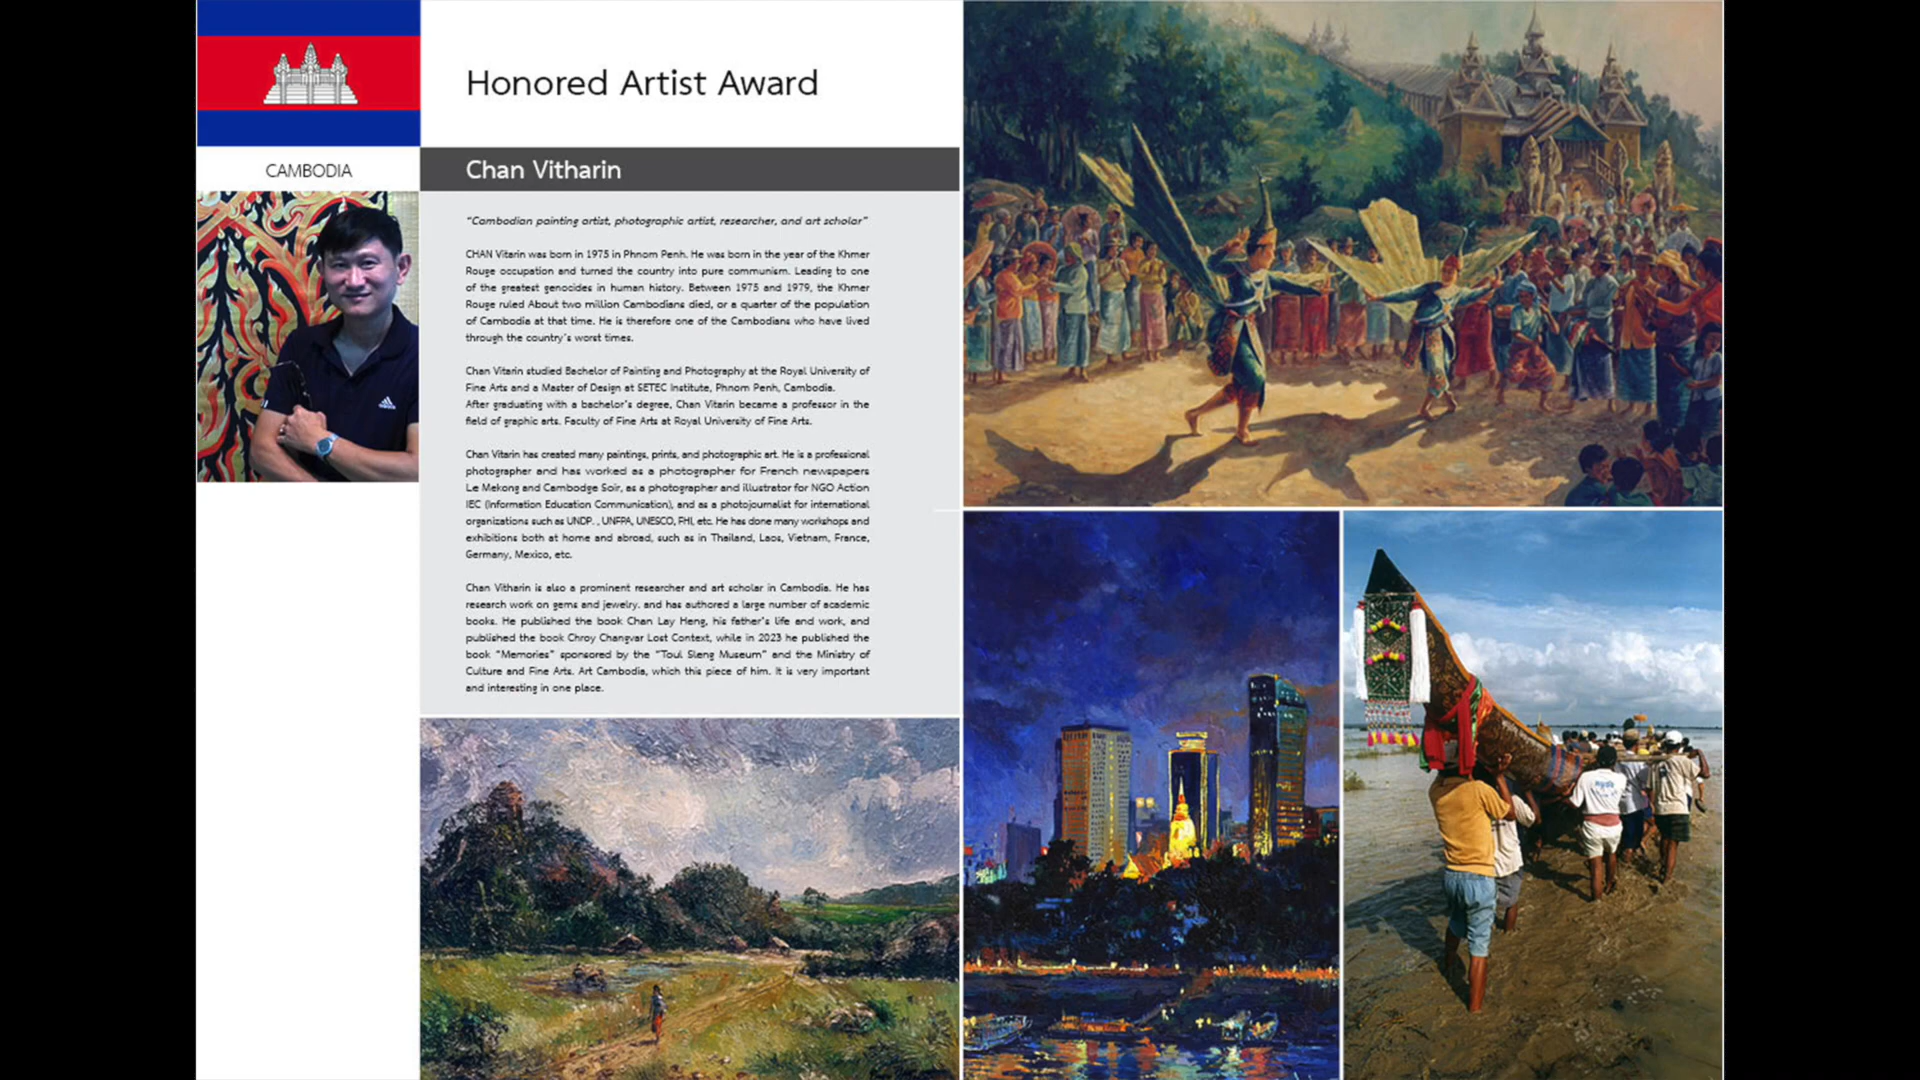 Honored Artist Award
CAMBODIA
Chan Vitharin
“Cambodian painting artist, photographic artist, researcher, and art scholar”
CHAN Vitarin was born in 1975 in Phnom Penh. He was born in the year of the Khmer
Rouge occupation and turned the country into pure communism. Leading to one
of the greatest genocides in human history. Between 1975 and 1979, the Khmer
Rouge ruled About two million Cambodians died, or a quarter of the population
of Cambodia at that time. He is therefore one of the Cambodians who have lived
through the country's worst times.
Chan Vitarin studied Bachelor of Painting and Photography at the Royal University of
Fine Arts and a Master of Design at SETEC Institute, Phnom Penh, Cambodia.
After graduating with a bachelor's degree, Chan Vitarin became a professor in the
field of graphic arts. Faculty of Fine Arts at Royal University of Fine Arts.
Chan Vitarin has created many paintings, prints, and photographic art. He is a professional
photographer and has worked as a photographer for French newspapers
Le Mekong and Cambodge Soir, as a photographer and illustrator for NGO Action
IEC (Information Education Communication), and as a photojournalist for international
organizations such as UNDP. , UNFPA, UNESCO, FHI, etc. He has done many workshops and
exhibitions both at home and abroad, such as in Thailand, Laos, Vietnam, France,
Germany, Mexico, etc.
Chan Vitharin is also a prominent researcher and art scholar in Cambodia. He has
research work on gems and jewelry. and has authored a large number of academic
books. He published the book Chan Lay Heng, his father's life and work, and
published the book Chroy Changvar Lost Context, while in 2023 he published the
book “Memories” sponsored by the “Toul Sleng Museum” and the Ministry of
Culture and Fine Arts. Art Cambodia, which this piece of him. It is very important
and interesting in one place.
adidas